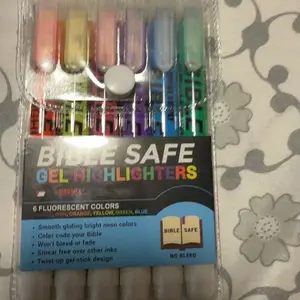 BIBLE SAFE
GEL HIGHLIGHTERS
6 FLUORESCENT COLORS
ORANGE, YELLOW, GREEN, BLUE
• Smooth gliding bright neon colors
• Color code your Bible
• Won't bleed or fade
• Smear free over other inks
• Twist-up gel stick design
BIBLE SAFE
NO BLEED